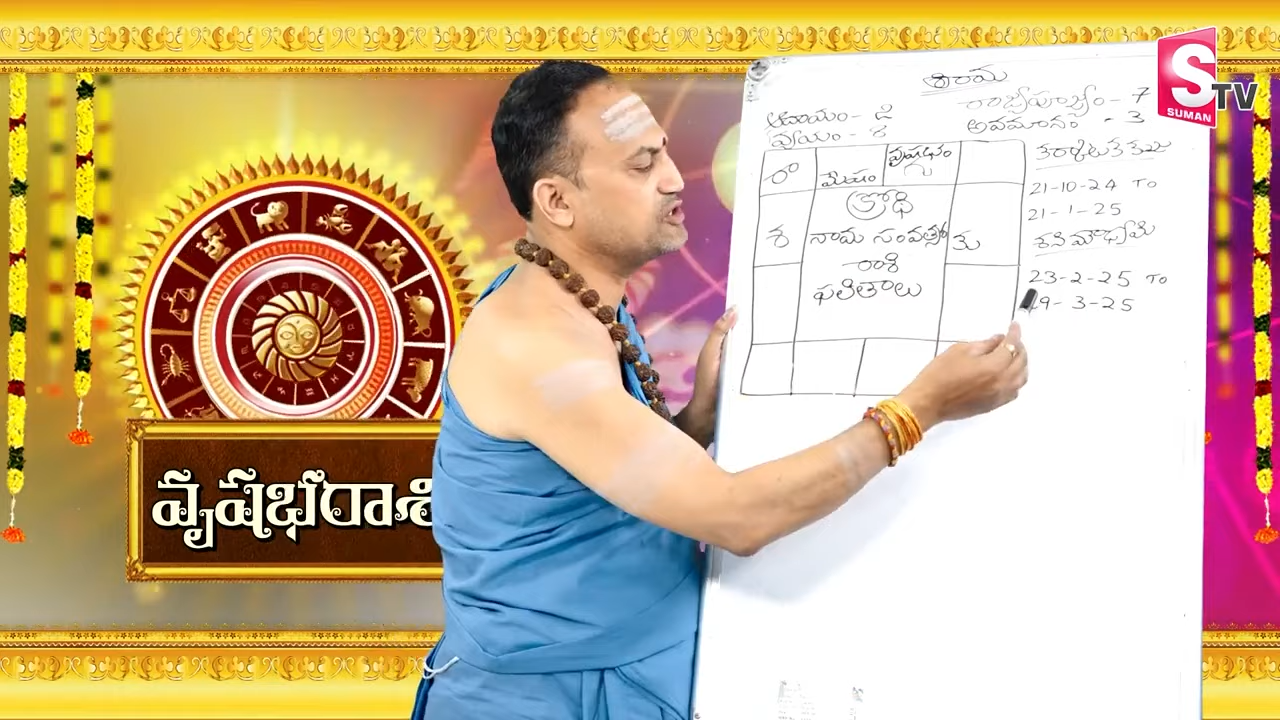 శ్రీరామ
ఆదాయం - 2
వ్యయం - 8
రాజ్యపూజ్యం - 7
అవమానం - 3
రా
మేషం
వృషభం
క్రోధి
శ
నామ సంవత్సర
కు
రాశి
ఫలితాలు
21-10-24 TO
21-1-25
23-2-25 TO
29-3-25
వృషభరాశి
S
SUMAN
TV